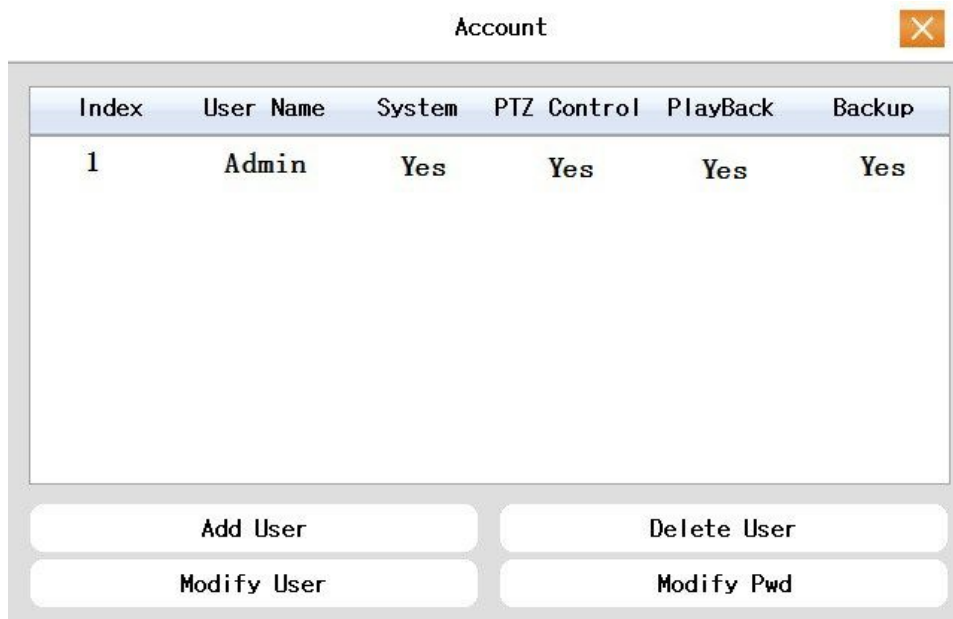 Account
Index User Name System PTZ Control PlayBack Backup
1 Admin Yes Yes Yes Yes
Add User Delete User
Modify User Modify Pwd